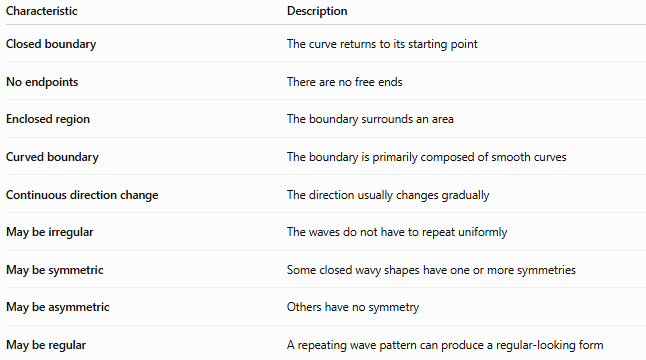 Characteristic Description
Closed boundary The curve returns to its starting point
No endpoints There are no free ends
Enclosed region The boundary surrounds an area
Curved boundary The boundary is primarily composed of smooth curves
Continuous direction change The direction usually changes gradually
May be irregular The waves do not have to repeat uniformly
May be symmetric Some closed wavy shapes have one or more symmetries
May be asymmetric Others have no symmetry
May be regular A repeating wave pattern can produce a regular-looking form